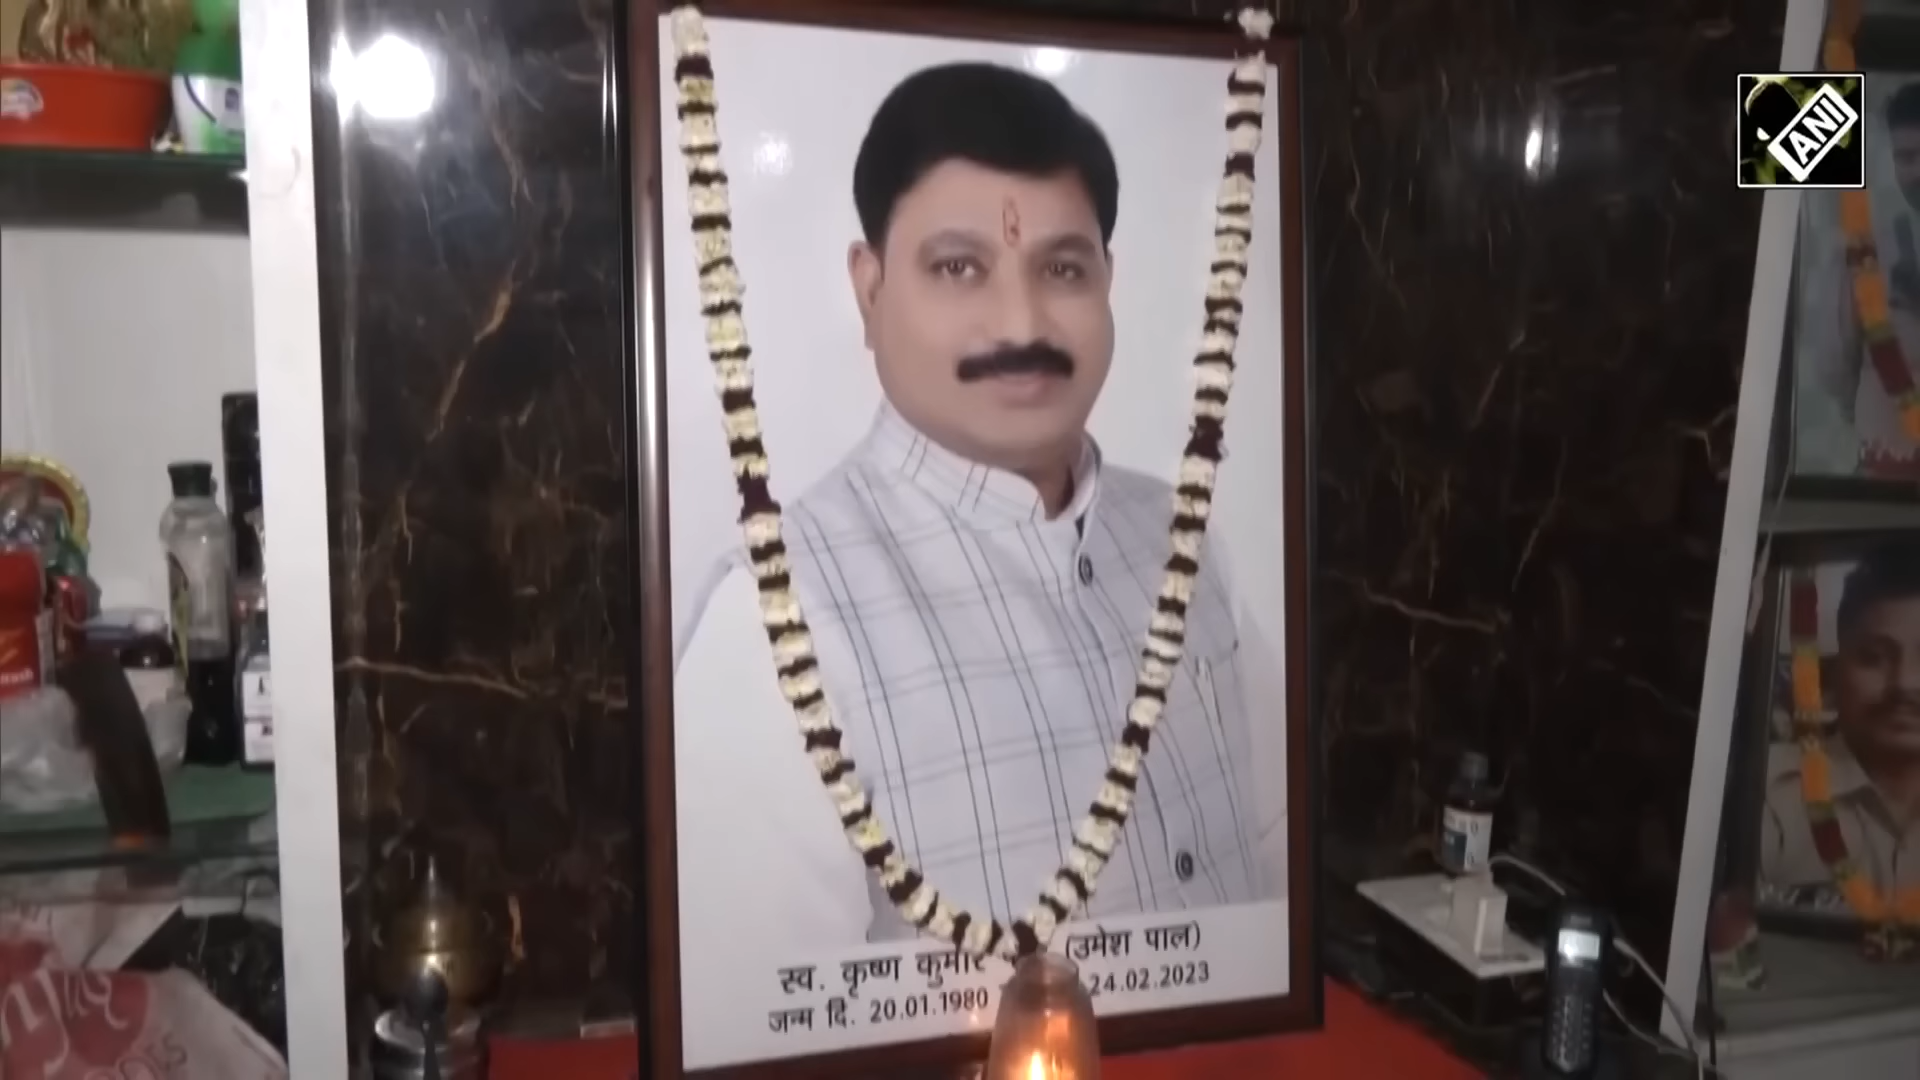 ANI
स्व. कृष्ण कुमार (उमेश पाल)
जन्म दि. 20.01.1980 24.02.2023